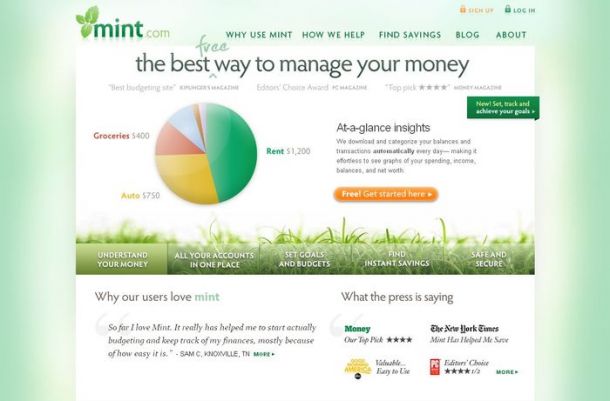 SIGN UP LOG IN
mint.com
WHY USE MINT HOW WE HELP FIND SAVINGS BLOG ABOUT
free
the best way to manage your money
"Best budgeting site" KIPLINGER'S MAGAZINE Editors' Choice Award PC MAGAZINE "Top pick ★★★★" MONEY MAGAZINE
New! Set, track and
achieve your goals ▸
At-a-glance insights
Groceries $400
Rent $1,200
Auto $750
We download and categorize your balances and
transactions automatically every day— making it
effortless to see graphs of your spending, income,
balances, and net worth.
Free! Get started here ▸
UNDERSTAND
YOUR MONEY
ALL YOUR ACCOUNTS
IN ONE PLACE
SET GOALS
AND BUDGETS
FIND
INSTANT SAVINGS
SAFE AND
SECURE
Why our users love mint
“
So far I love Mint. It really has helped me to start actually
budgeting and keep track of my finances, mostly because
of how easy it is. " - SAM C, KNOXVILLE, TN MORE ▸
What the press is saying
“
Money
Our Top Pick ★★★★
The New York Times
Mint Has Helped Me Save
GOOD MORNING AMERICA
abc
Valuable...
Easy to Use
PC
Editors' Choice
★★★★1/2
MORE ▸